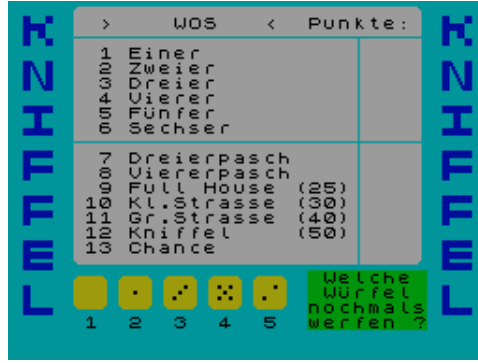 KNIFFEL
> WOS < Punkte:
1 Einer
2 Zweier
3 Dreier
4 Vierer
5 Fünfer
6 Sechser
7 Dreierpasch
8 Viererpasch
9 Full House (25)
10 Kl.Strasse (30)
11 Gr.Strasse (40)
12 Kniffel (50)
13 Chance
1 2 3 4 5
Welche
Würfel
nochmals
werfen ?
KNIFFEL